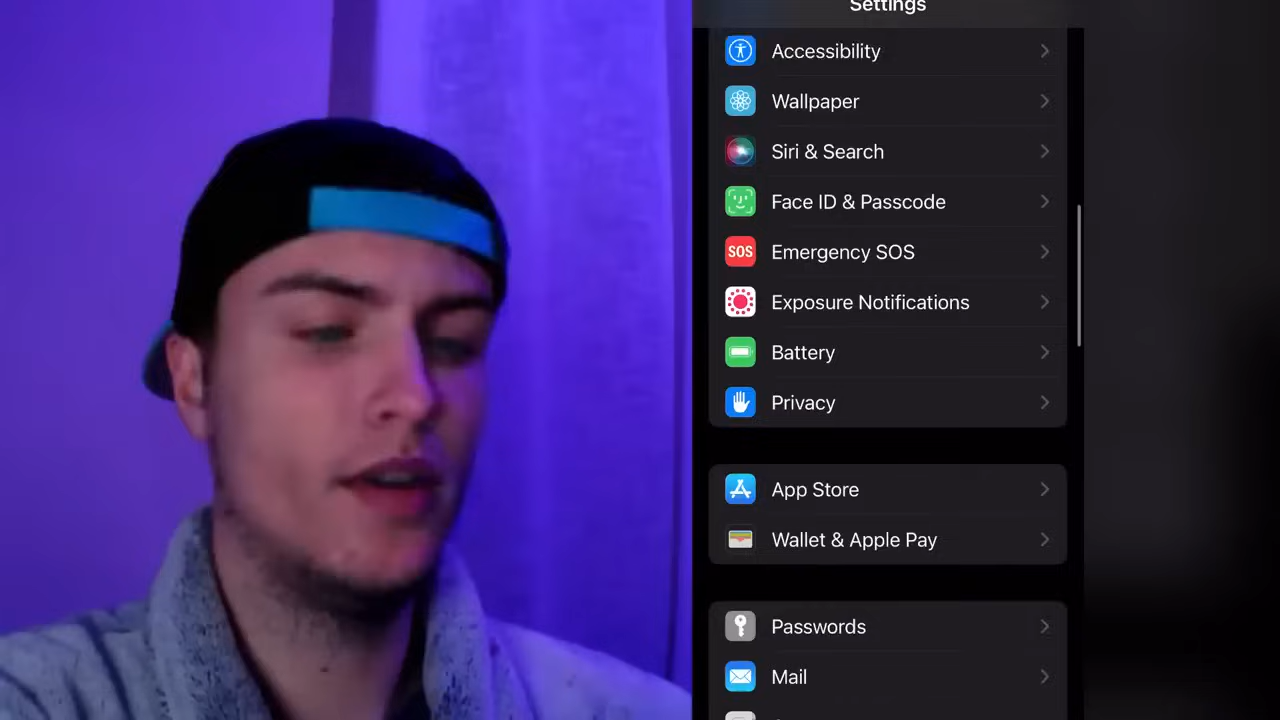 Settings
Accessibility
Wallpaper
Siri & Search
Face ID & Passcode
SOS Emergency SOS
Exposure Notifications
Battery
Privacy
App Store
Wallet & Apple Pay
Passwords
Mail